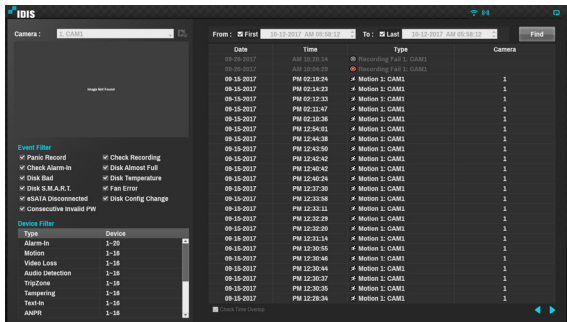 IDIS
Camera : 1. CAM1
From : First 10-12-2017 AM 05:58:12 To : Last 10-12-2017 AM 05:58:12 Find
Image Not Found
Event Filter
Panic Record Check Recording
Check Alarm-In Disk Almost Full
Disk Bad Disk Temperature
Disk S.M.A.R.T. Fan Error
eSATA Disconnected Disk Config Change
Consecutive Invalid PW
Device Filter
Type Device
Alarm-In 1~20
Motion 1~16
Video Loss 1~16
Audio Detection 1~16
TripZone 1~16
Tampering 1~16
Text-In 1~16
ANPR 1~16
Date Time Type Camera
09-26-2017 AM 10:20:14 Recording Fail 1: CAM1
09-26-2017 AM 10:04:29 Recording Fail 1: CAM1
09-15-2017 PM 02:19:24 Motion 1: CAM1 1
09-15-2017 PM 02:14:23 Motion 1: CAM1 1
09-15-2017 PM 02:12:33 Motion 1: CAM1 1
09-15-2017 PM 02:11:47 Motion 1: CAM1 1
09-15-2017 PM 02:10:36 Motion 1: CAM1 1
09-15-2017 PM 12:54:01 Motion 1: CAM1 1
09-15-2017 PM 12:44:38 Motion 1: CAM1 1
09-15-2017 PM 12:43:50 Motion 1: CAM1 1
09-15-2017 PM 12:42:42 Motion 1: CAM1 1
09-15-2017 PM 12:40:42 Motion 1: CAM1 1
09-15-2017 PM 12:40:24 Motion 1: CAM1 1
09-15-2017 PM 12:37:30 Motion 1: CAM1 1
09-15-2017 PM 12:33:58 Motion 1: CAM1 1
09-15-2017 PM 12:33:11 Motion 1: CAM1 1
09-15-2017 PM 12:32:29 Motion 1: CAM1 1
09-15-2017 PM 12:32:20 Motion 1: CAM1 1
09-15-2017 PM 12:31:14 Motion 1: CAM1 1
09-15-2017 PM 12:30:55 Motion 1: CAM1 1
09-15-2017 PM 12:30:46 Motion 1: CAM1 1
09-15-2017 PM 12:30:44 Motion 1: CAM1 1
09-15-2017 PM 12:30:37 Motion 1: CAM1 1
09-15-2017 PM 12:30:35 Motion 1: CAM1 1
09-15-2017 PM 12:28:34 Motion 1: CAM1 1
Check Time Overlap